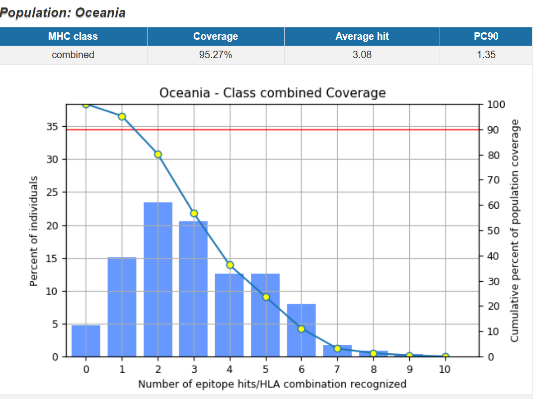 Population: Oceania
MHC class Coverage Average hit PC90
combined 95.27% 3.08 1.35
Oceania - Class combined Coverage
Percent of individuals
35
30
25
20
15
10
5
0
100
90
80
70
60
50
40
30
20
10
0
Cumulative percent of population coverage
0 1 2 3 4 5 6 7 8 9 10
Number of epitope hits/HLA combination recognized